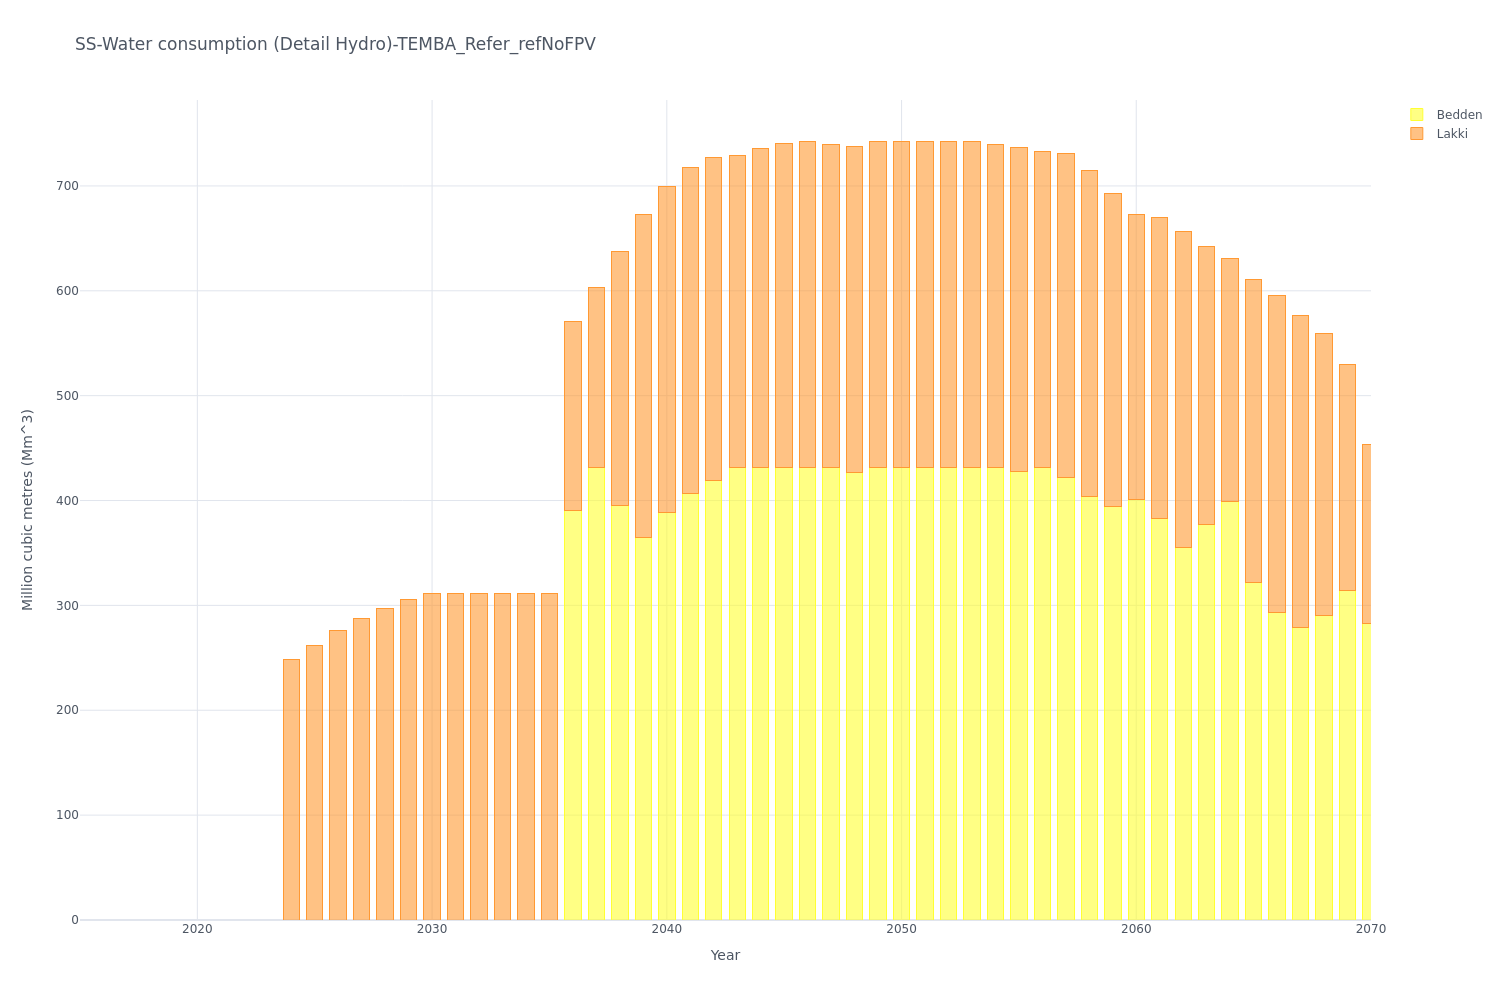 SS-Water consumption (Detail Hydro)-TEMBA_Refer_refNoFPV
Bedden
Lakki
700
600
500
400
300
200
100
0
Million cubic metres (Mm^3)
2020
2030
2040
2050
2060
2070
Year